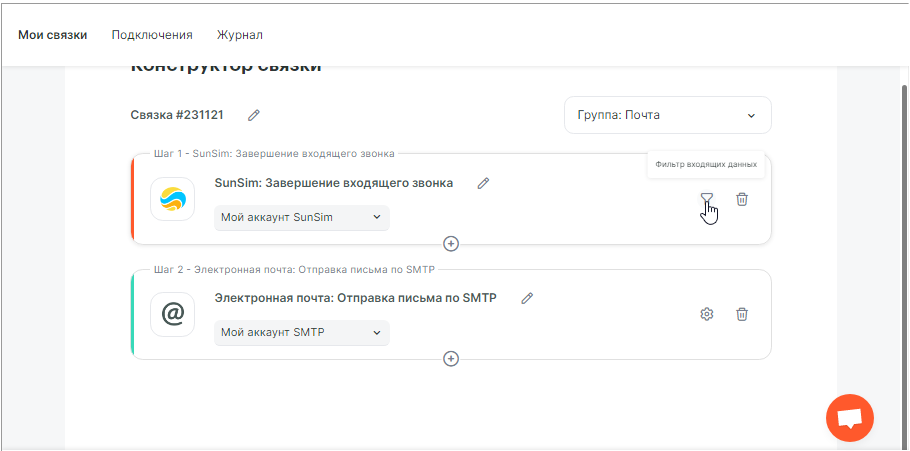 Мои связки Подключения Журнал
Конструктор связки
Связка #231121
Группа: Почта
Шаг 1 - SunSim: Завершение входящего звонка
Фильтр входящих данных
SunSim: Завершение входящего звонка
Мой аккаунт SunSim
Шаг 2 - Электронная почта: Отправка письма по SMTP
Электронная почта: Отправка письма по SMTP
@
Мой аккаунт SMTP